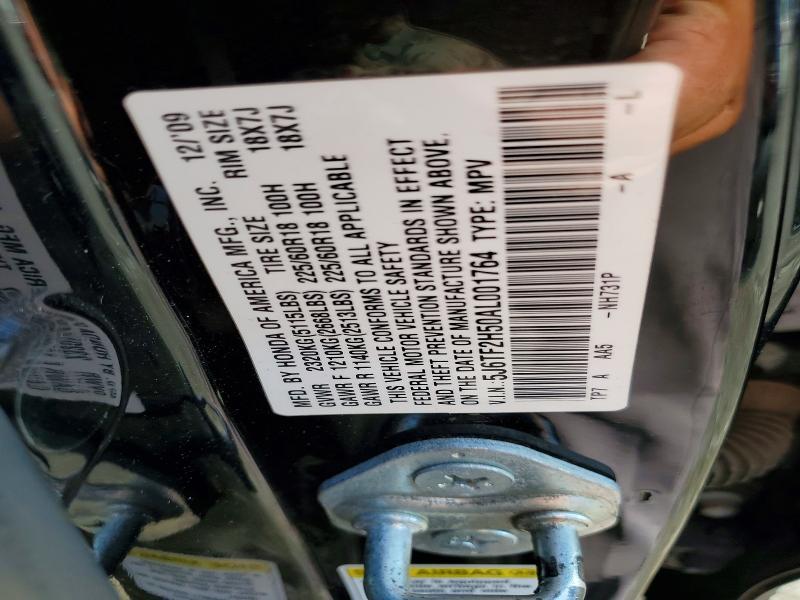 MFD. BY HONDA OF AMERICA MFG., INC. 12/09
GVWR 2320KG(5115LBS) TIRE SIZE RIM SIZE
GAWR F 1210KG(2668LBS) 225/60R18 100H 18X7J
GAWR R 1140KG(2513LBS) 225/60R18 100H 18X7J
THIS VEHICLE CONFORMS TO ALL APPLICABLE
FEDERAL MOTOR VEHICLE SAFETY
AND THEFT PREVENTION STANDARDS IN EFFECT
ON THE DATE OF MANUFACTURE SHOWN ABOVE.
V.I.N.:5J6TF2H50AL001764 TYPE: MPV
TP7 A AA5 -NH731P -A -L
AIRBAG